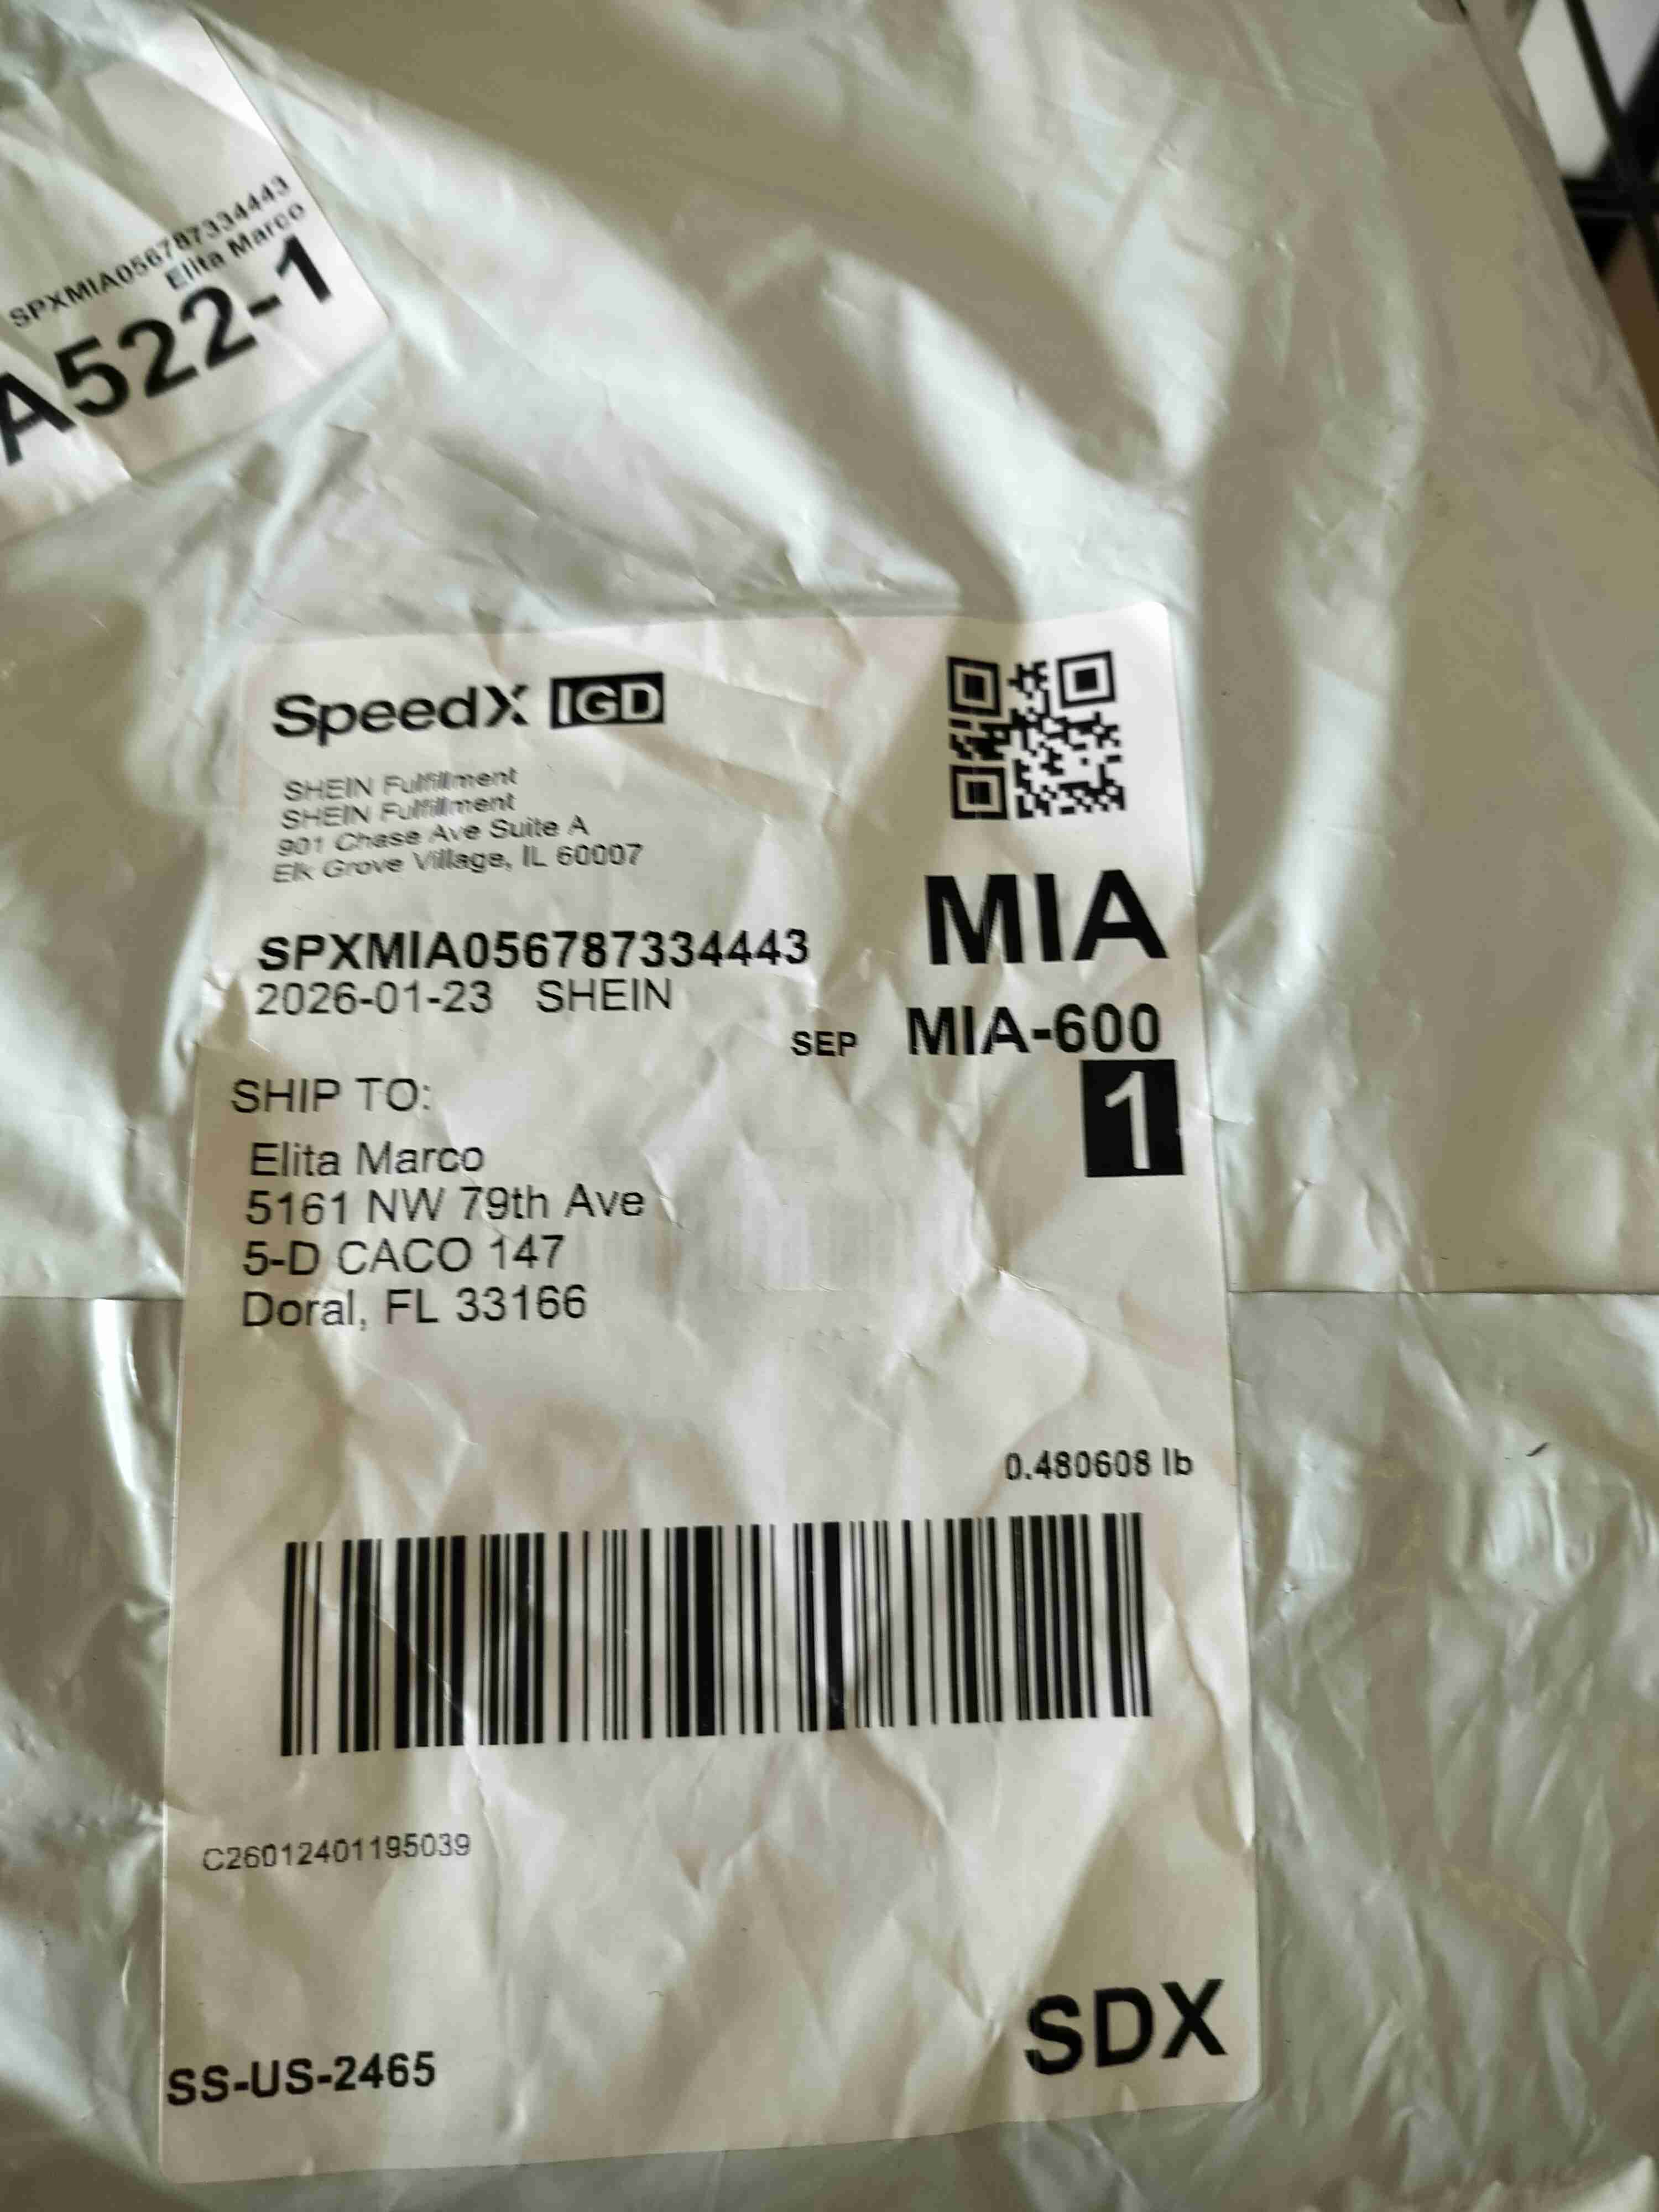 SPXMIA056787334443
Elita Marco
A522-1
SpeedX IGD
SHEIN Fulfillment
SHEIN Fulfillment
901 Chase Ave Suite A
Elk Grove Village, IL 60007
MIA
SPXMIA056787334443
2026-01-23 SHEIN
SEP MIA-600
1
SHIP TO:
Elita Marco
5161 NW 79th Ave
5-D CACO 147
Doral, FL 33166
0.480608 lb
C26012401195039
SDX
SS-US-2465